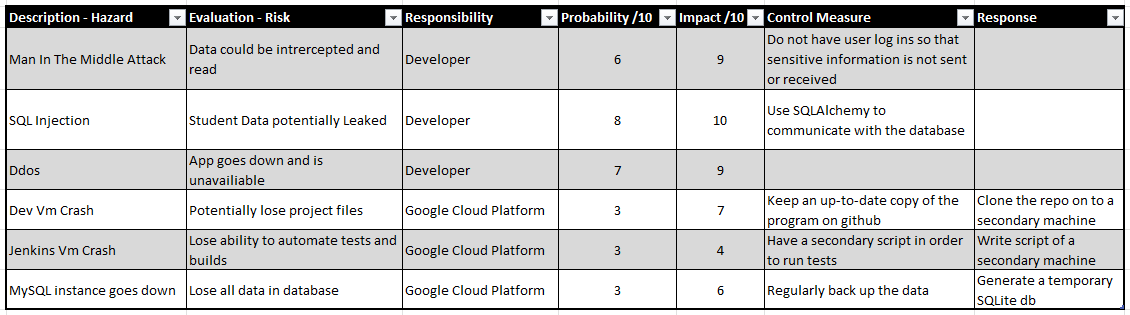 Description - Hazard Evaluation - Risk Responsibility Probability /10 Impact /10 Control Measure Response
Man In The Middle Attack
Data could be intrercepted and
read
Developer
6
9
Do not have user log ins so that
sensitive information is not sent
or received
SQL Injection
Student Data potentially Leaked
Developer
8
10
Use SQLAlchemy to
communicate with the database
Ddos
App goes down and is
unavailiable
Developer
7
9
Dev Vm Crash
Potentially lose project files
Google Cloud Platform
3
7
Keep an up-to-date copy of the
program on github
Clone the repo on to a
secondary machine
Jenkins Vm Crash
Lose ability to automate tests and
builds
Google Cloud Platform
3
4
Have a secondary script in order
to run tests
Write script of a
secondary machine
MySQL instance goes down
Lose all data in database
Google Cloud Platform
3
6
Regularly back up the data
Generate a temporary
SQLite db